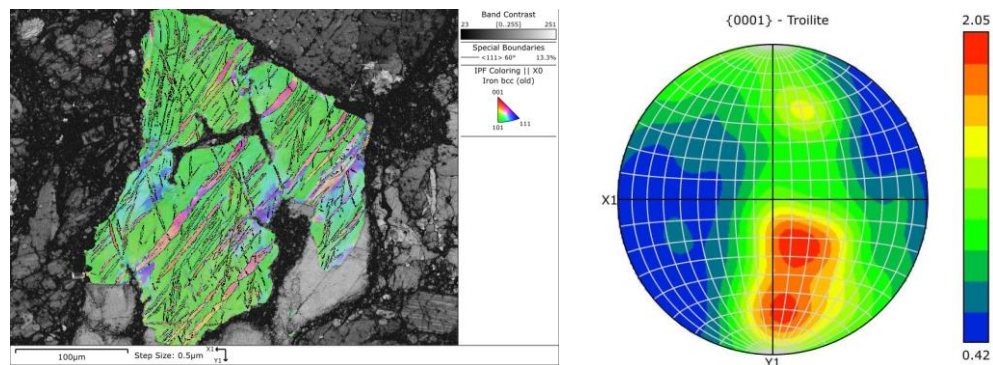 Band Contrast
23 [0..255] 251
Special Boundaries
<111> 60° 13.3%
IPF Coloring || X0
Iron bcc (old)
001
101 111
100µm Step Size: 0.5µm X1 Y1
{0001} - Troilite
2.05
X1
Y1
0.42